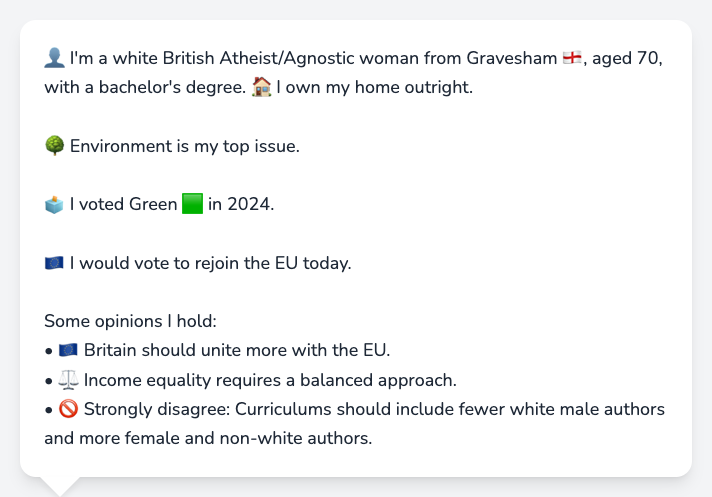 👤 I'm a white British Atheist/Agnostic woman from Gravesham 🏴󠁧󠁢󠁥󠁮󠁧󠁿, aged 70,
with a bachelor's degree. 🏠 I own my home outright.
🌳 Environment is my top issue.
🗳️ I voted Green 🟩 in 2024.
🇪🇺 I would vote to rejoin the EU today.
Some opinions I hold:
• 🇪🇺 Britain should unite more with the EU.
• ⚖️ Income equality requires a balanced approach.
• 🚫 Strongly disagree: Curriculums should include fewer white male authors
and more female and non-white authors.